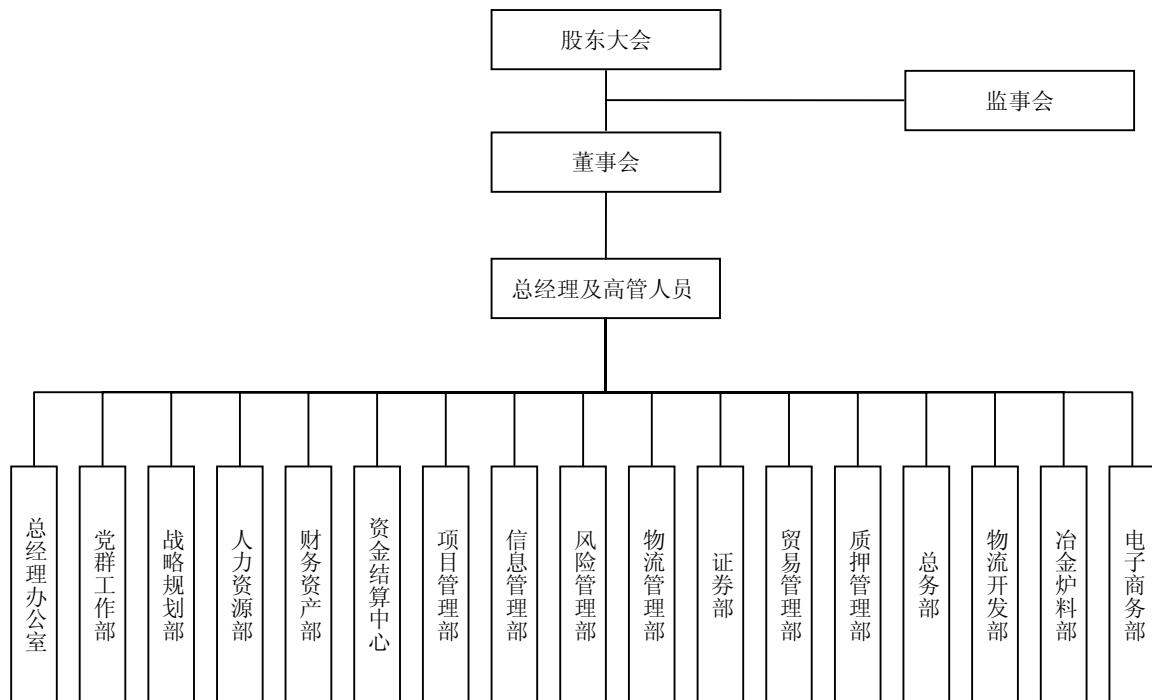 股东大会
监事会
董事会
总经理及高管人员
总经理办公室
党群工作部
战略规划部
人力资源部
财务资产部
资金结算中心
项目管理部
信息管理部
风险管理部
物流管理部
证券部
贸易管理部
质押管理部
总务部
物流开发部
冶金炉料部
电子商务部